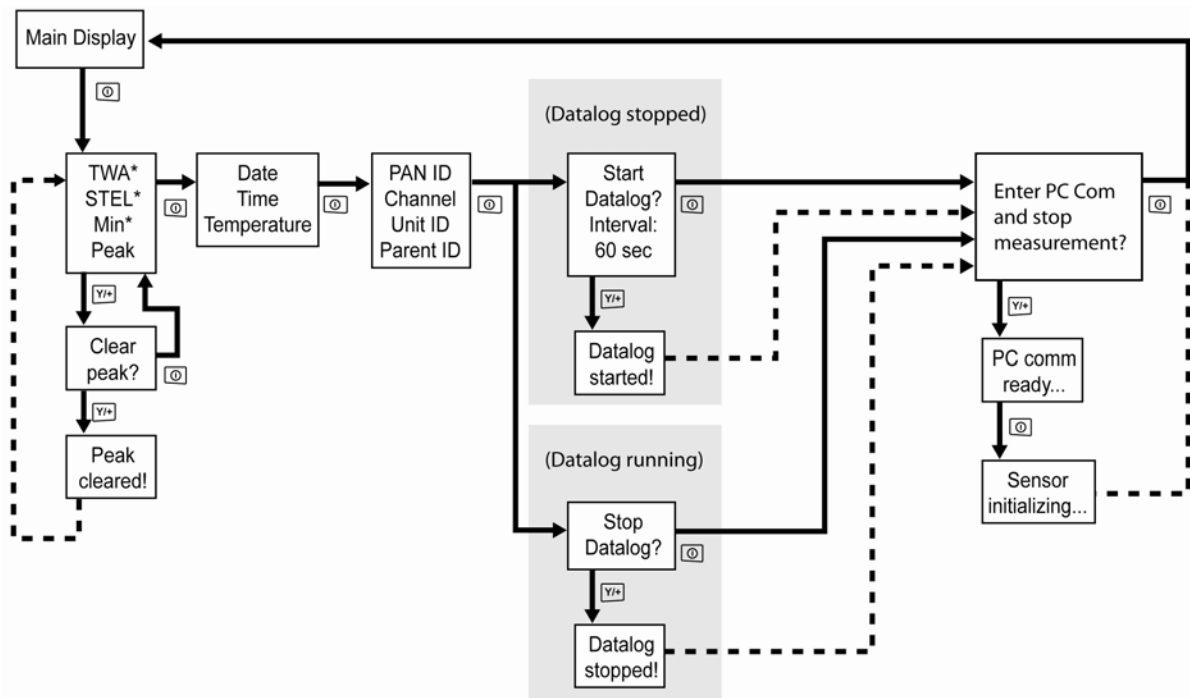 Main Display
TWA*
STEL*
Min*
Peak
Y/+
Clear
peak?
Y/+
Peak
cleared!
Date
Time
Temperature
PAN ID
Channel
Unit ID
Parent ID
(Datalog stopped)
Start
Datalog?
Interval:
60 sec
Y/+
Datalog
started!
(Datalog running)
Stop
Datalog?
Y/+
Datalog
stopped!
Enter PC Com
and stop
measurement?
Y/+
PC comm
ready...
Sensor
initializing...